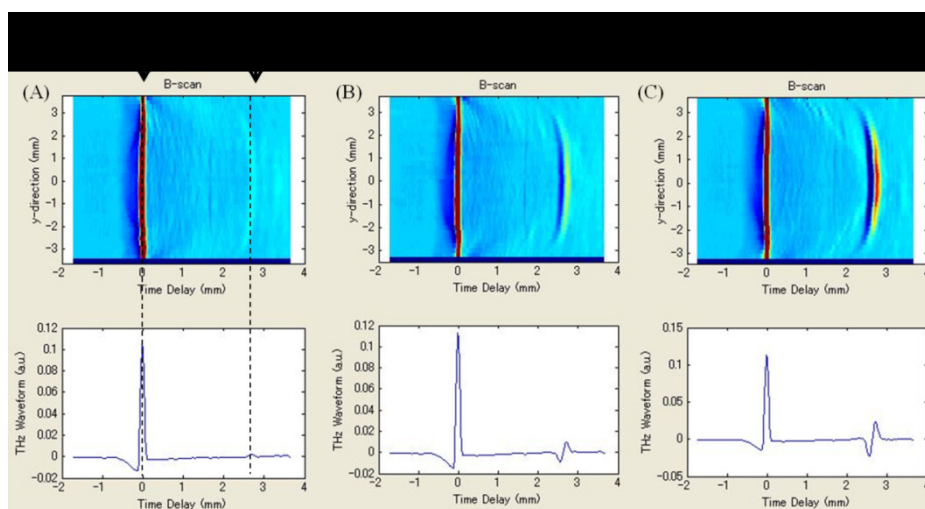 (A) B-scan
y-direction (mm)
3
2
1
0
-1
-2
-3
-2 -1 0 1 2 3 4
Time Delay (mm)
(B) B-scan
y-direction (mm)
3
2
1
0
-1
-2
-3
-2 -1 0 1 2 3 4
Time Delay (mm)
(C) B-scan
y-direction (mm)
3
2
1
0
-1
-2
-3
-2 -1 0 1 2 3 4
Time Delay (mm)
THz Waveform (a.u.)
0.12
0.1
0.08
0.06
0.04
0.02
0
-0.02
-2 -1 0 1 2 3 4
Time Delay (mm)
THz Waveform (a.u.)
0.12
0.1
0.08
0.06
0.04
0.02
0
-0.02
-2 -1 0 1 2 3 4
Time Delay (mm)
THz Waveform (a.u.)
0.15
0.1
0.05
0
-0.05
-2 -1 0 1 2 3 4
Time Delay (mm)